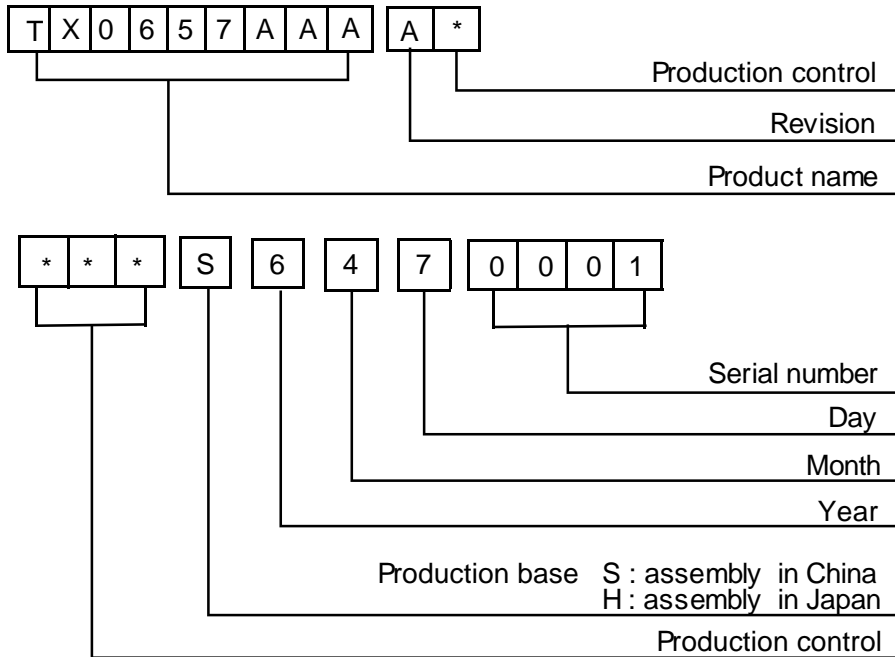 T X 0 6 5 7 A A A A *
Production control
Revision
Product name
* * * S 6 4 7 0 0 0 1
Serial number
Day
Month
Year
Production base S : assembly in China
H : assembly in Japan
Production control